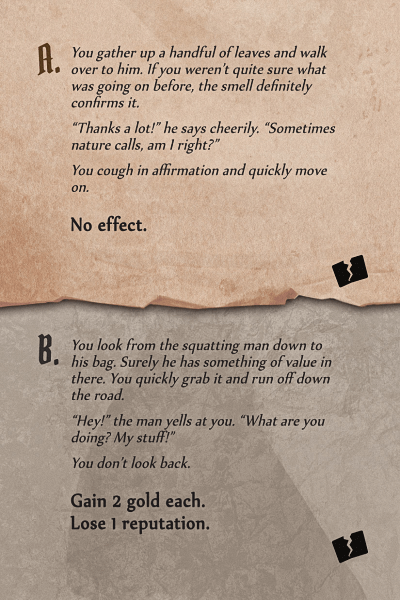 A.
You gather up a handful of leaves and walk
over to him. If you weren't quite sure what
was going on before, the smell definitely
confirms it.
“Thanks a lot!” he says cheerily. “Sometimes
nature calls, am I right?”
You cough in affirmation and quickly move
on.
No effect.
B.
You look from the squatting man down to
his bag. Surely he has something of value in
there. You quickly grab it and run off down
the road.
“Hey!” the man yells at you. “What are you
doing? My stuff!”
You don't look back.
Gain 2 gold each.
Lose 1 reputation.